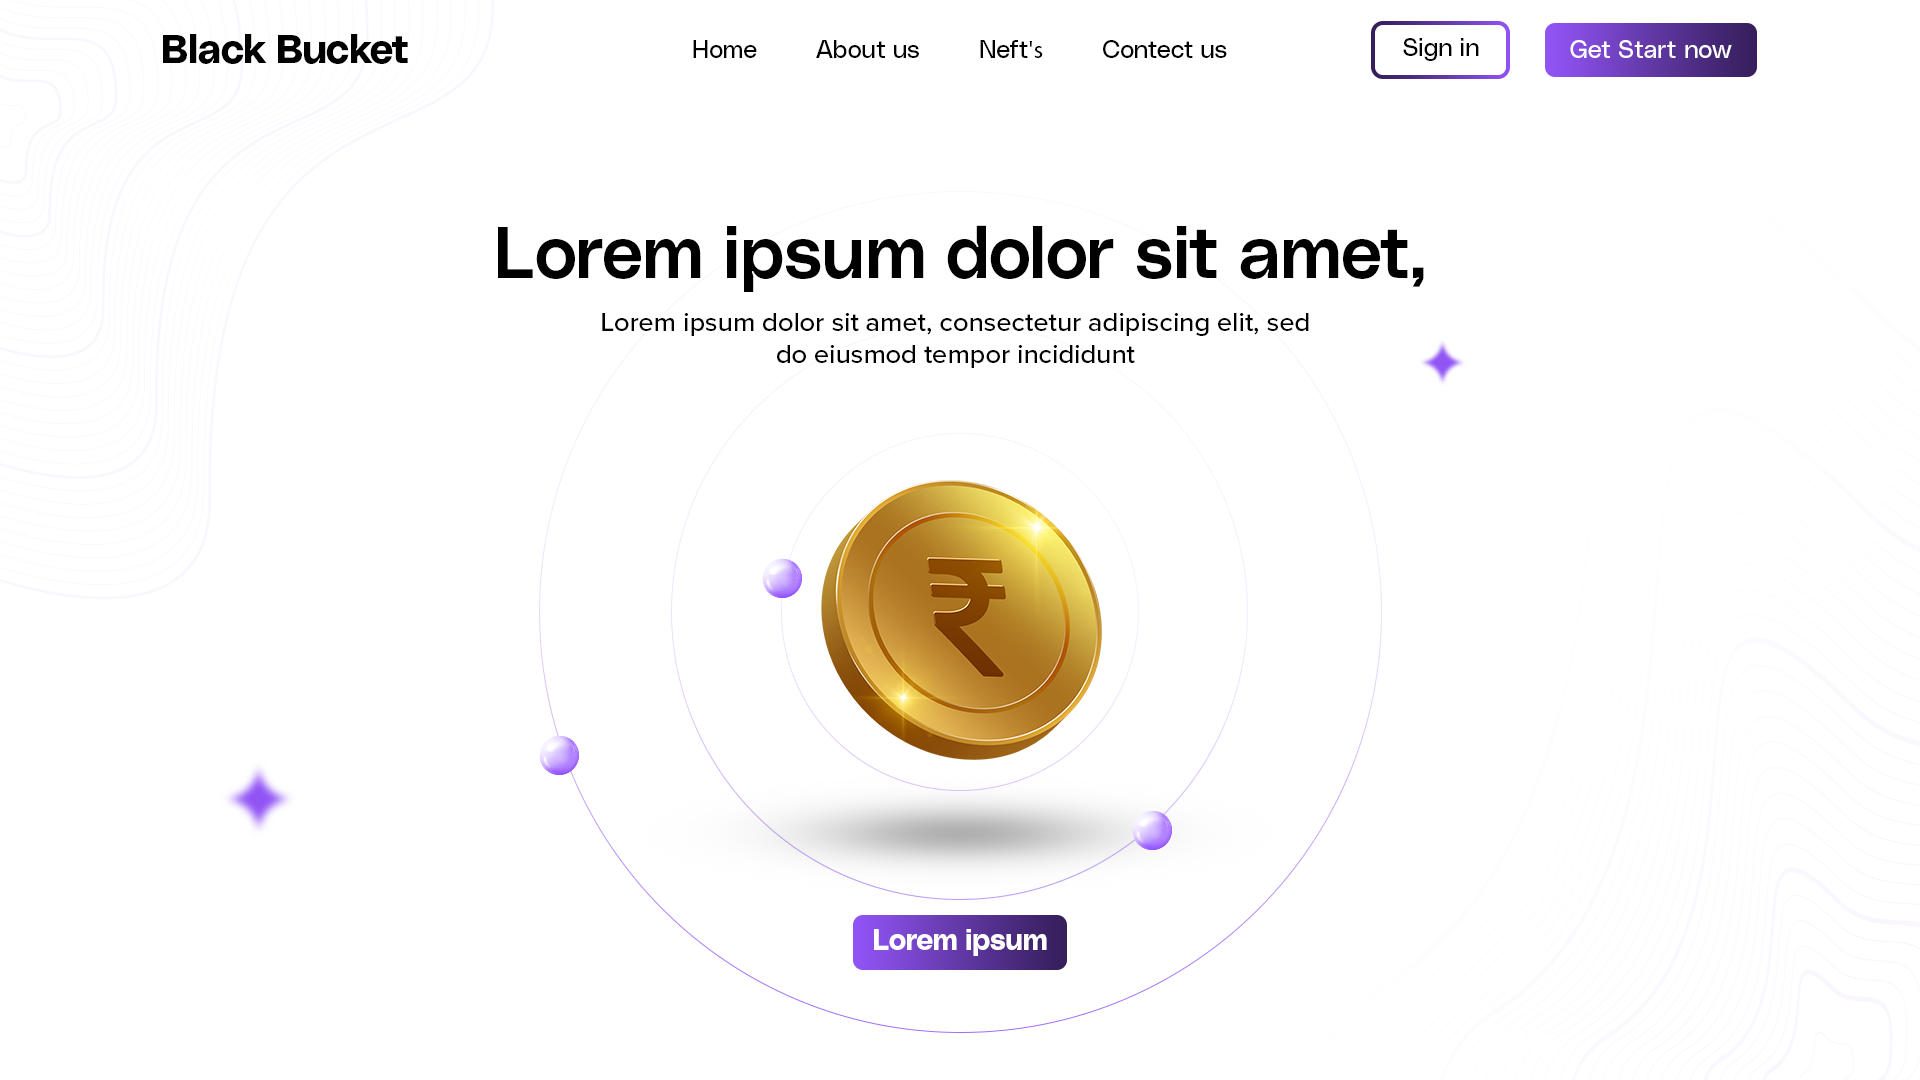 Black Bucket
Home
About us
Neft's
Contect us
Sign in
Get Start now
Lorem ipsum dolor sit amet,
Lorem ipsum dolor sit amet, consectetur adipiscing elit, sed
do eiusmod tempor incididunt
₹
Lorem ipsum